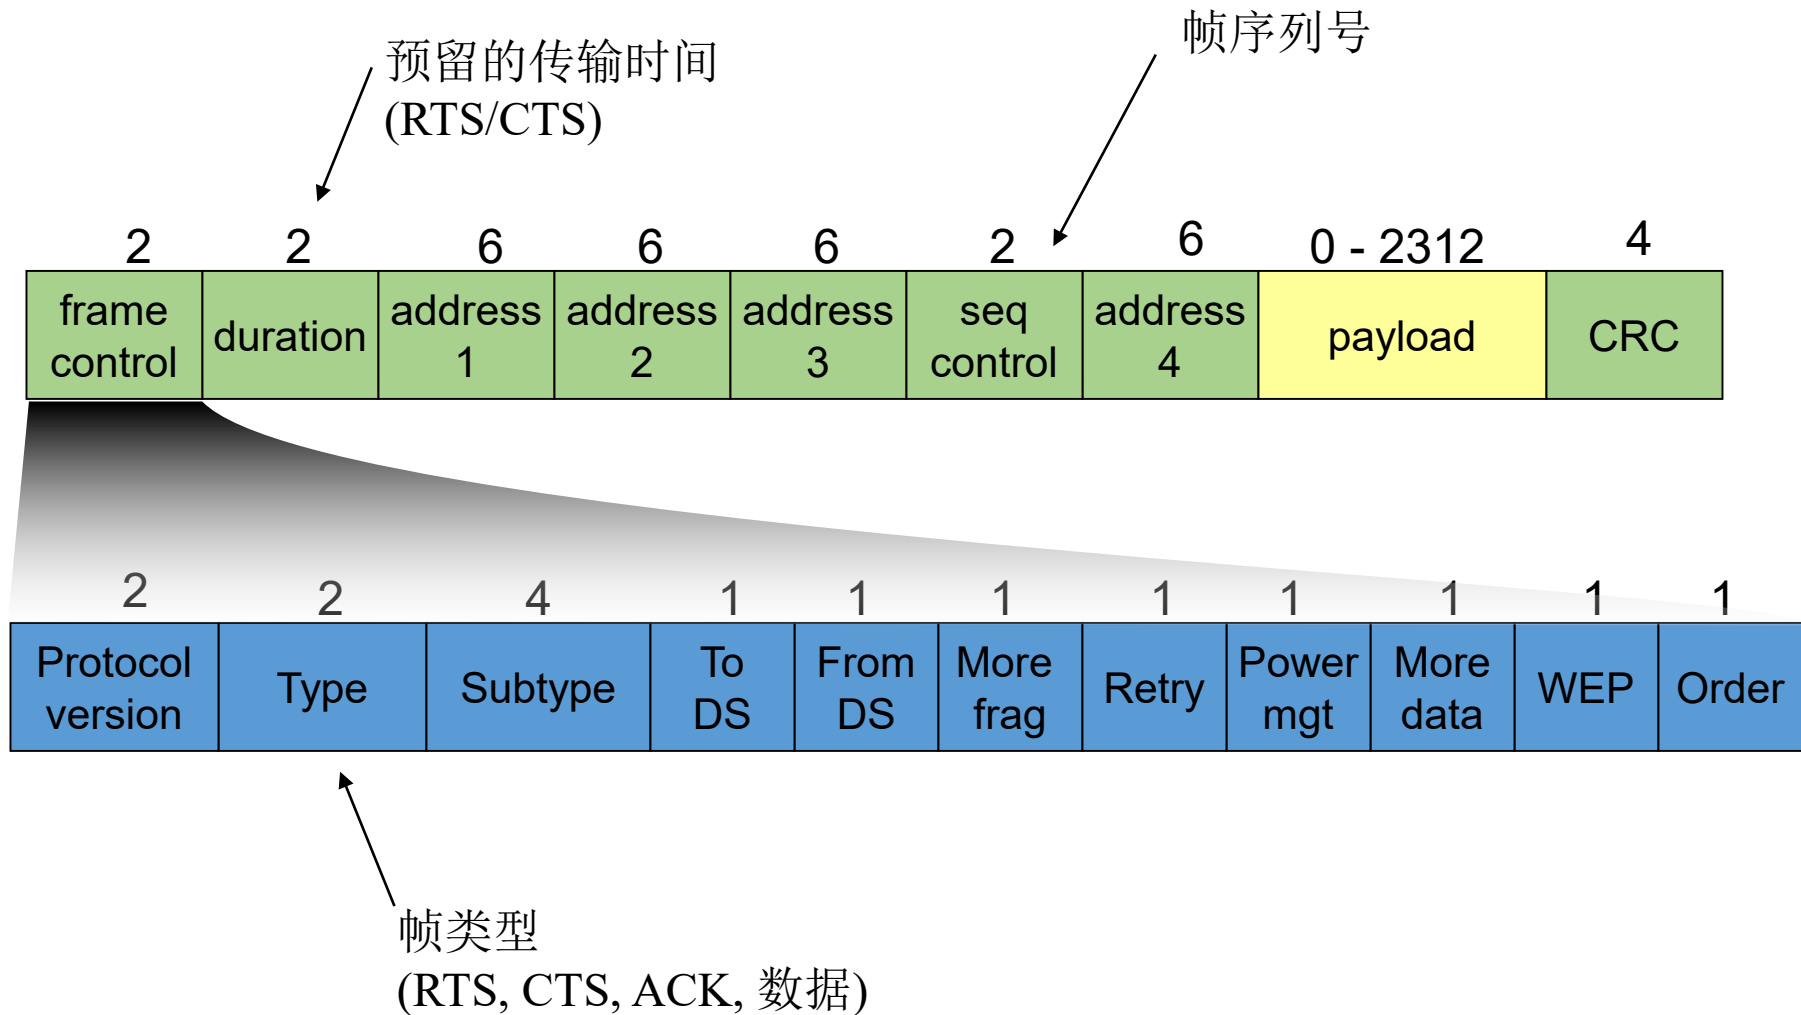 帧序列号
预留的传输时间
(RTS/CTS)
2 2 6 6 6 2 6 0 - 2312 4
frame control duration address 1 address 2 address 3 seq control address 4 payload CRC
2 2 4 1 1 1 1 1 1 1 1
Protocol version Type Subtype To DS From DS More frag Retry Power mgt More data WEP Order
帧类型
(RTS, CTS, ACK, 数据)